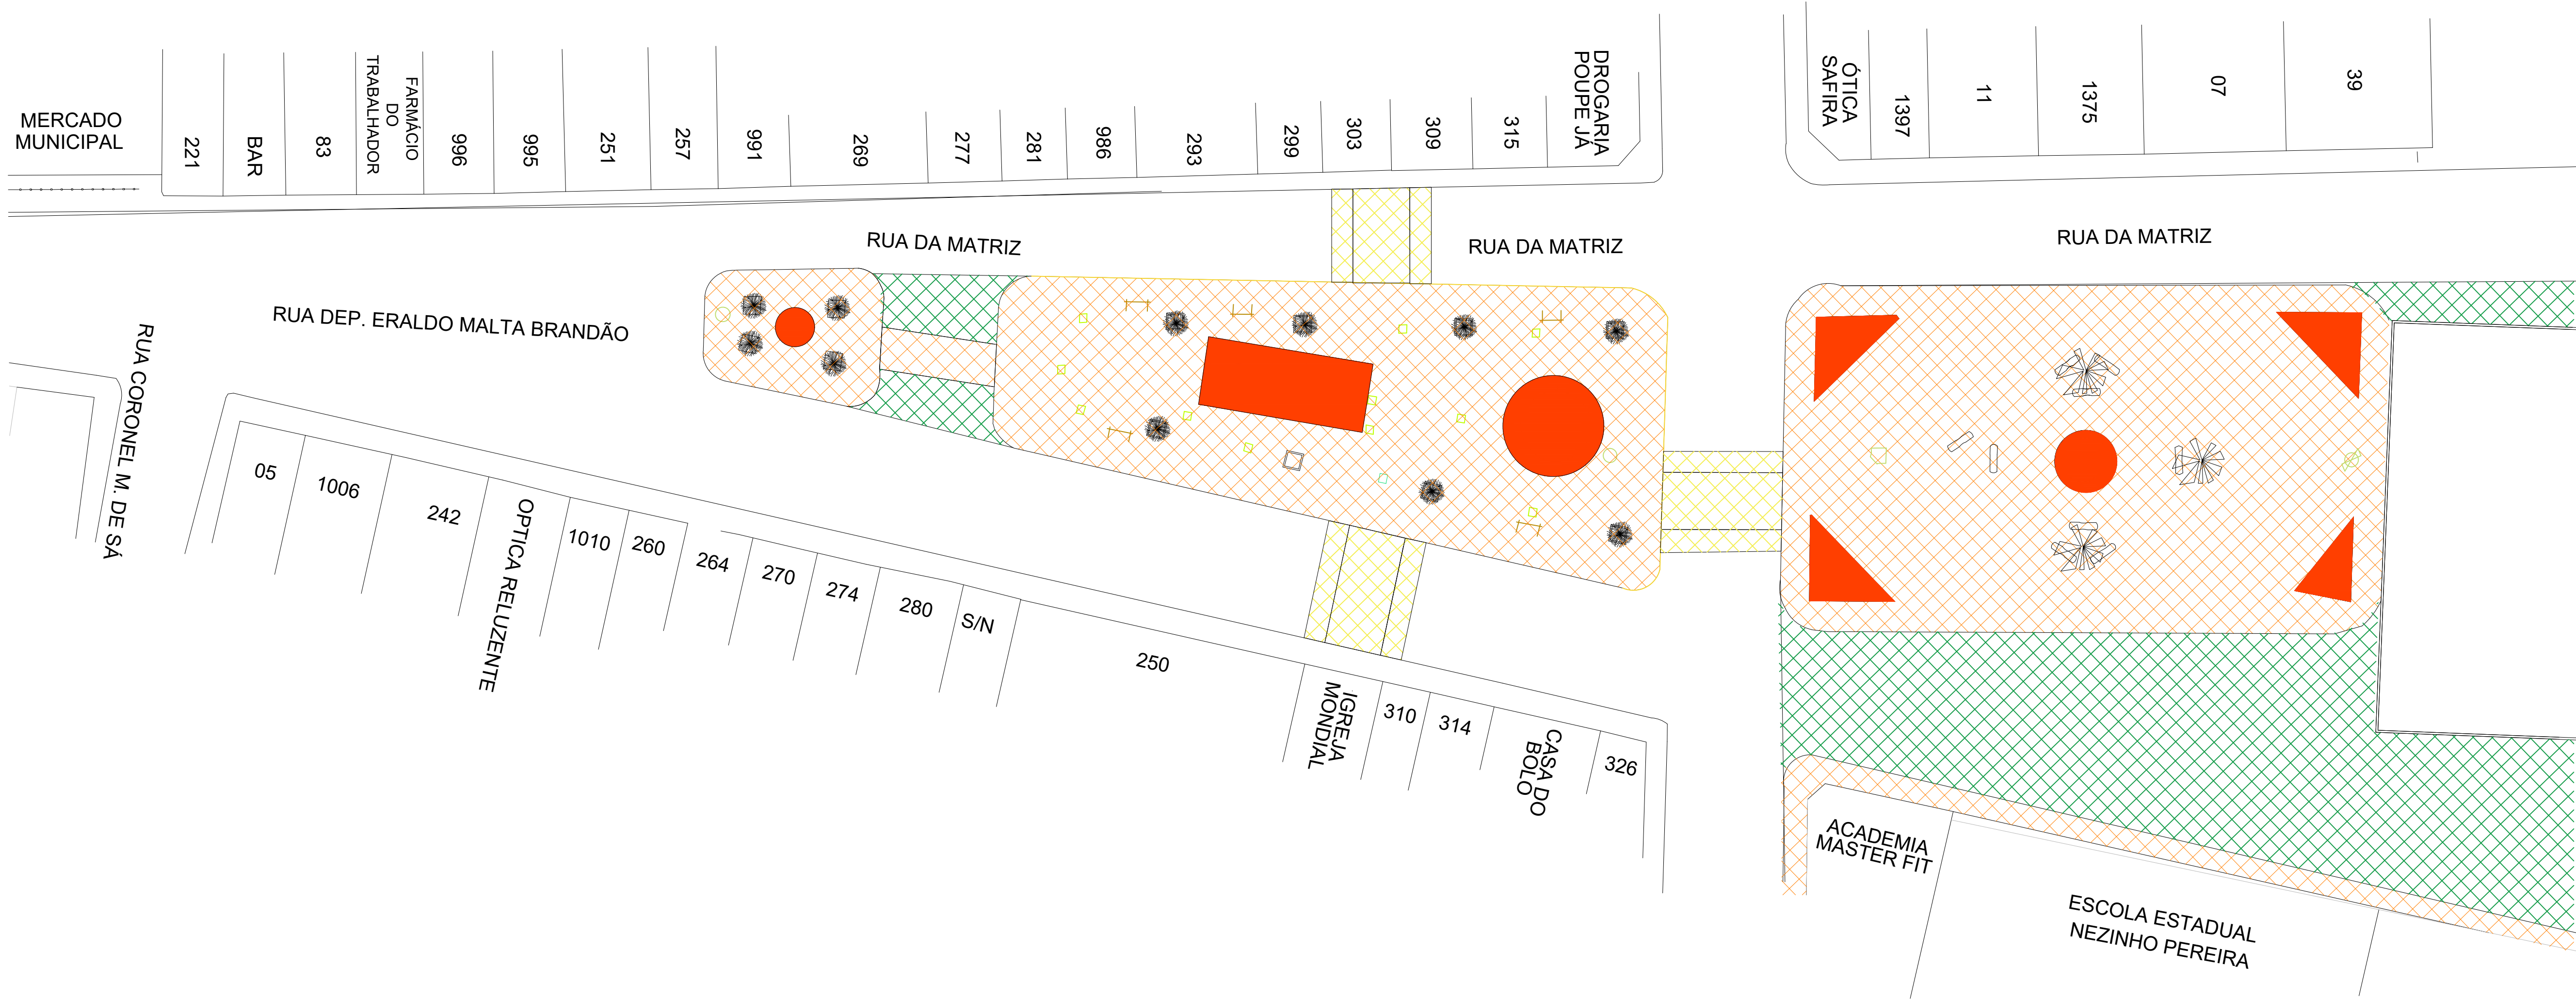 MERCADO
MUNICIPAL
221
BAR
83
FARMÁCIO
DO
TRABALHADOR
996
995
251
257
991
269
277
281
986
293
299
303
309
315
DROGARIA
POUPE JÁ
ÓTICA
SAFIRA
1397
11
1375
07
39
RUA DA MATRIZ
RUA DA MATRIZ
RUA DA MATRIZ
RUA DEP. ERALDO MALTA BRANDÃO
RUA CORONEL M. DE SÁ
05
1006
242
OPTICA RELUZENTE
1010
260
264
270
274
280
S/N
250
IGREJA
MONDIAL
310
314
CASA DO
BOLO
326
ACADEMIA
MASTER FIT
ESCOLA ESTADUAL
NEZINHO PEREIRA